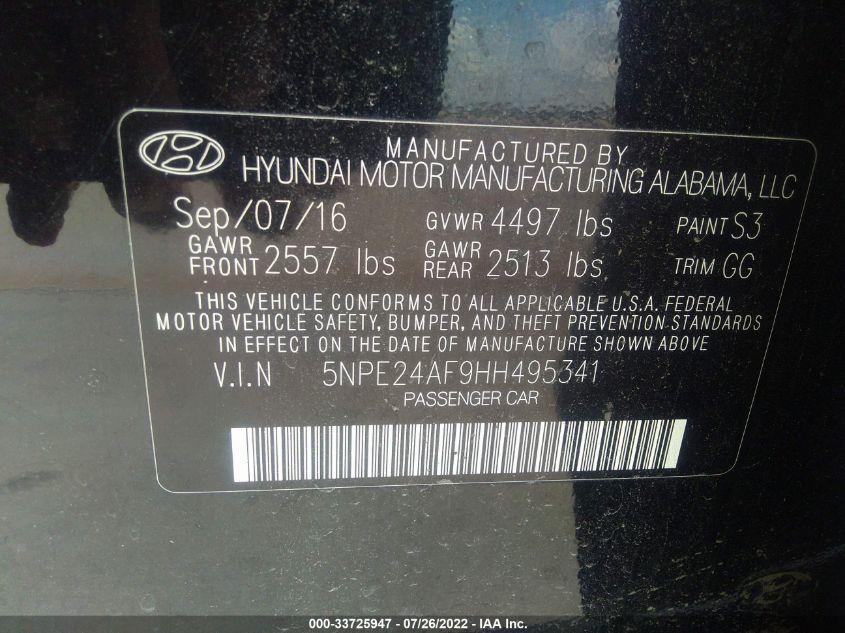 MANUFACTURED BY
HYUNDAI MOTOR MANUFACTURING ALABAMA, LLC
Sep/07/16 GVWR 4497 lbs PAINT S3
GAWR FRONT 2557 lbs GAWR REAR 2513 lbs TRIM GG
THIS VEHICLE CONFORMS TO ALL APPLICABLE U.S.A. FEDERAL
MOTOR VEHICLE SAFETY, BUMPER, AND THEFT PREVENTION STANDARDS
IN EFFECT ON THE DATE OF MANUFACTURE SHOWN ABOVE
V.I.N 5NPE24AF9HH495341
PASSENGER CAR
000-33725947 - 07/26/2022 - IAA Inc.